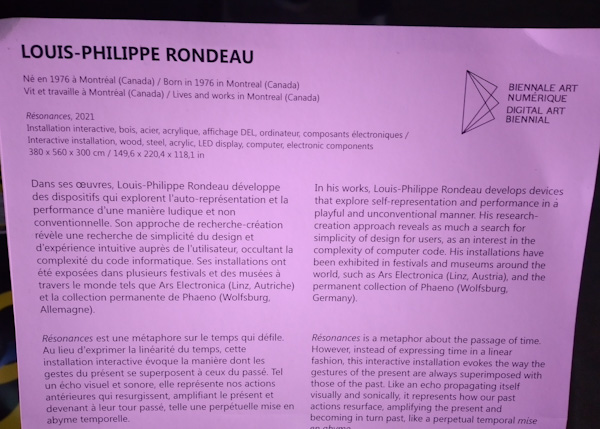 LOUIS-PHILIPPE RONDEAU
Né en 1976 à Montréal (Canada) / Born in 1976 in Montreal (Canada)
Vit et travaille à Montréal (Canada) / Lives and works in Montreal (Canada)
BIENNALE ART
NUMÉRIQUE
DIGITAL ART
BIENNIAL
Résonances, 2021
Installation interactive, bois, acier, acrylique, affichage DEL, ordinateur, composants électroniques /
Interactive installation, wood, steel, acrylic, LED display, computer, electronic components
380 x 560 x 300 cm / 149,6 x 220,4 x 118,1 in
Dans ses œuvres, Louis-Philippe Rondeau développe
des dispositifs qui explorent l'auto-représentation et la
performance d'une manière ludique et non
conventionnelle. Son approche de recherche-création
révèle une recherche de simplicité du design et
d'expérience intuitive auprès de l'utilisateur, occultant la
complexité du code informatique. Ses installations ont
été exposées dans plusieurs festivals et des musées à
travers le monde tels que Ars Electronica (Linz, Autriche)
et la collection permanente de Phaeno (Wolfsburg,
Allemagne).
In his works, Louis-Philippe Rondeau develops devices
that explore self-representation and performance in a
playful and unconventional manner. His research-
creation approach reveals as much a search for
simplicity of design for users, as an interest in the
complexity of computer code. His installations have
been exhibited in festivals and museums around the
world, such as Ars Electronica (Linz, Austria), and the
permanent collection of Phaeno (Wolfsburg,
Germany).
Résonances est une métaphore sur le temps qui défile.
Au lieu d'exprimer la linéarité du temps, cette
installation interactive évoque la manière dont les
gestes du présent se superposent à ceux du passé. Tel
un écho visuel et sonore, elle représente nos actions
antérieures qui resurgissent, amplifiant le présent et
devenant à leur tour passé, telle une perpétuelle mise en
abyme temporelle.
Résonances is a metaphor about the passage of time.
However, instead of expressing time in a linear
fashion, this interactive installation evokes the way the
gestures of the present are always superimposed with
those of the past. Like an echo propagating itself
visually and sonically, it represents how our past
actions resurface, amplifying the present and
becoming in turn past, like a perpetual temporal mise
en abyme.